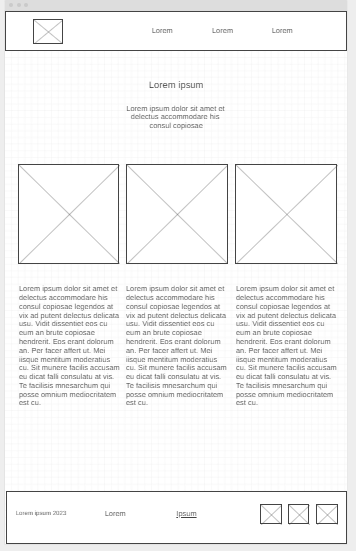 Lorem Lorem Lorem
Lorem ipsum
Lorem ipsum dolor sit amet et
delectus accommodare his
consul copiosae
Lorem ipsum dolor sit amet et
delectus accommodare his
consul copiosae legendos at
vix ad putent delectus delicata
usu. Vidit dissentiet eos cu
eum an brute copiosae
hendrerit. Eos erant dolorum
an. Per facer affert ut. Mei
iisque mentitum moderatius
cu. Sit munere facilis accusam
eu dicat falli consulatu at vis.
Te facilisis mnesarchum qui
posse omnium mediocritatem
est cu.
Lorem ipsum dolor sit amet et
delectus accommodare his
consul copiosae legendos at
vix ad putent delectus delicata
usu. Vidit dissentiet eos cu
eum an brute copiosae
hendrerit. Eos erant dolorum
an. Per facer affert ut. Mei
iisque mentitum moderatius
cu. Sit munere facilis accusam
eu dicat falli consulatu at vis.
Te facilisis mnesarchum qui
posse omnium mediocritatem
est cu.
Lorem ipsum dolor sit amet et
delectus accommodare his
consul copiosae legendos at
vix ad putent delectus delicata
usu. Vidit dissentiet eos cu
eum an brute copiosae
hendrerit. Eos erant dolorum
an. Per facer affert ut. Mei
iisque mentitum moderatius
cu. Sit munere facilis accusam
eu dicat falli consulatu at vis.
Te facilisis mnesarchum qui
posse omnium mediocritatem
est cu.
Lorem ipsum 2023 Lorem Ipsum